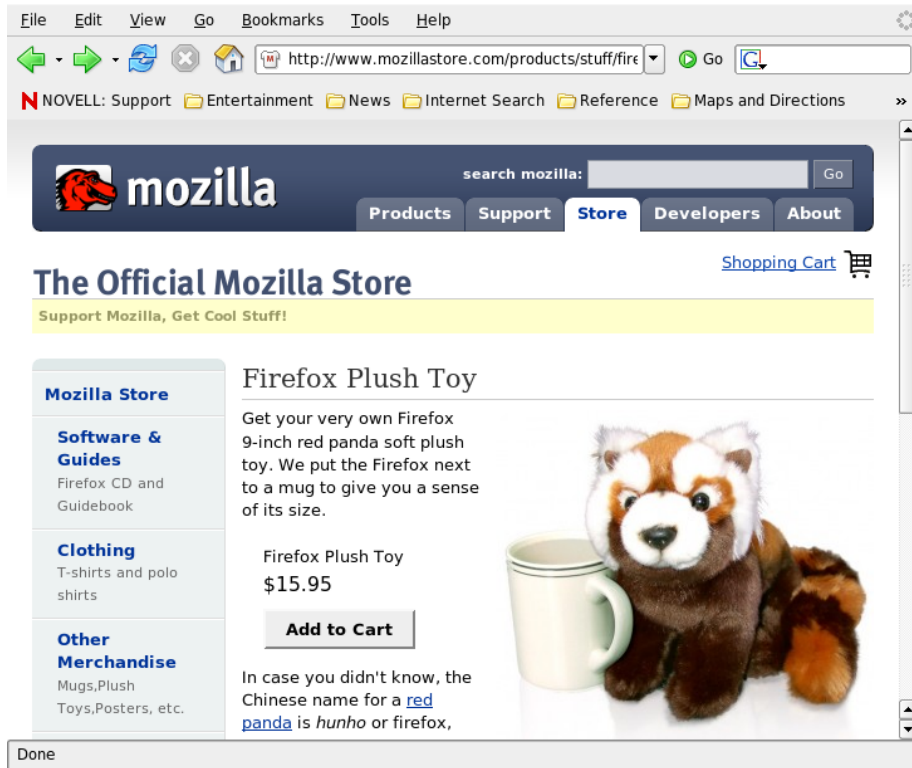 File Edit View Go Bookmarks Tools Help
http://www.mozillastore.com/products/stuff/fire Go G
N NOVELL: Support Entertainment News Internet Search Reference Maps and Directions »
mozilla
search mozilla: Go
Products Support Store Developers About
The Official Mozilla Store
Shopping Cart
Support Mozilla, Get Cool Stuff!
Mozilla Store
Software &
Guides
Firefox CD and
Guidebook
Clothing
T-shirts and polo
shirts
Other
Merchandise
Mugs,Plush
Toys,Posters, etc.
Firefox Plush Toy
Get your very own Firefox
9-inch red panda soft plush
toy. We put the Firefox next
to a mug to give you a sense
of its size.
Firefox Plush Toy
$15.95
Add to Cart
In case you didn't know, the
Chinese name for a red
panda is hunho or firefox,
Done